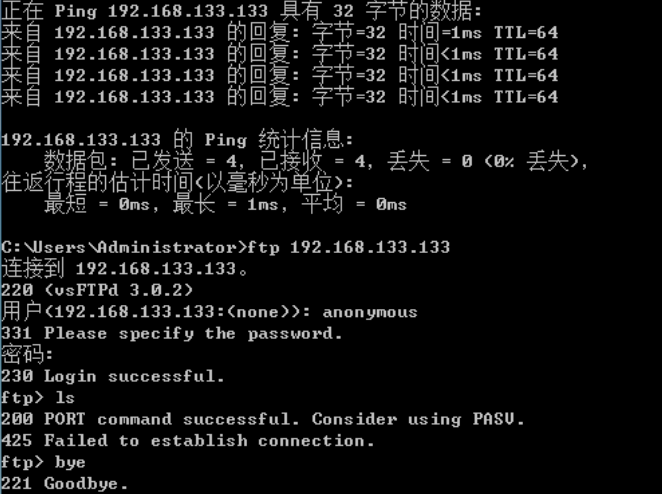 正在 Ping 192.168.133.133 具有 32 字节的数据:
来自 192.168.133.133 的回复: 字节=32 时间=1ms TTL=64
来自 192.168.133.133 的回复: 字节=32 时间<1ms TTL=64
来自 192.168.133.133 的回复: 字节=32 时间<1ms TTL=64
来自 192.168.133.133 的回复: 字节=32 时间<1ms TTL=64
192.168.133.133 的 Ping 统计信息:
数据包: 已发送 = 4, 已接收 = 4, 丢失 = 0 (0% 丢失),
往返行程的估计时间(以毫秒为单位):
最短 = 0ms, 最长 = 1ms, 平均 = 0ms
C:\Users\Administrator>ftp 192.168.133.133
连接到 192.168.133.133。
220 (vsFTPd 3.0.2)
用户(192.168.133.133:(none)): anonymous
331 Please specify the password.
密码:
230 Login successful.
ftp> ls
200 PORT command successful. Consider using PASV.
425 Failed to establish connection.
ftp> bye
221 Goodbye.